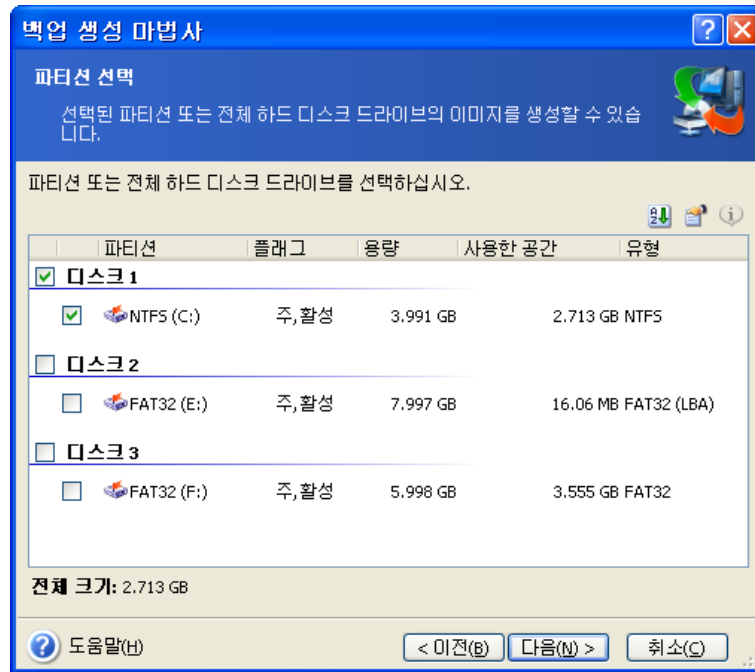 백업 생성 마법사
파티션 선택
선택된 파티션 또는 전체 하드 디스크 드라이브의 이미지를 생성할 수 있습
니다.
파티션 또는 전체 하드 디스크 드라이브를 선택하십시오.
파티션 플래그 용량 사용한 공간 유형
디스크 1
NTFS (C:) 주,활성 3.991 GB 2.713 GB NTFS
디스크 2
FAT32 (E:) 주,활성 7.997 GB 16.06 MB FAT32 (LBA)
디스크 3
FAT32 (F:) 주,활성 5.998 GB 3.555 GB FAT32
전체 크기: 2.713 GB
도움말(H) < 이전(B) 다음(N) > 취소(C)